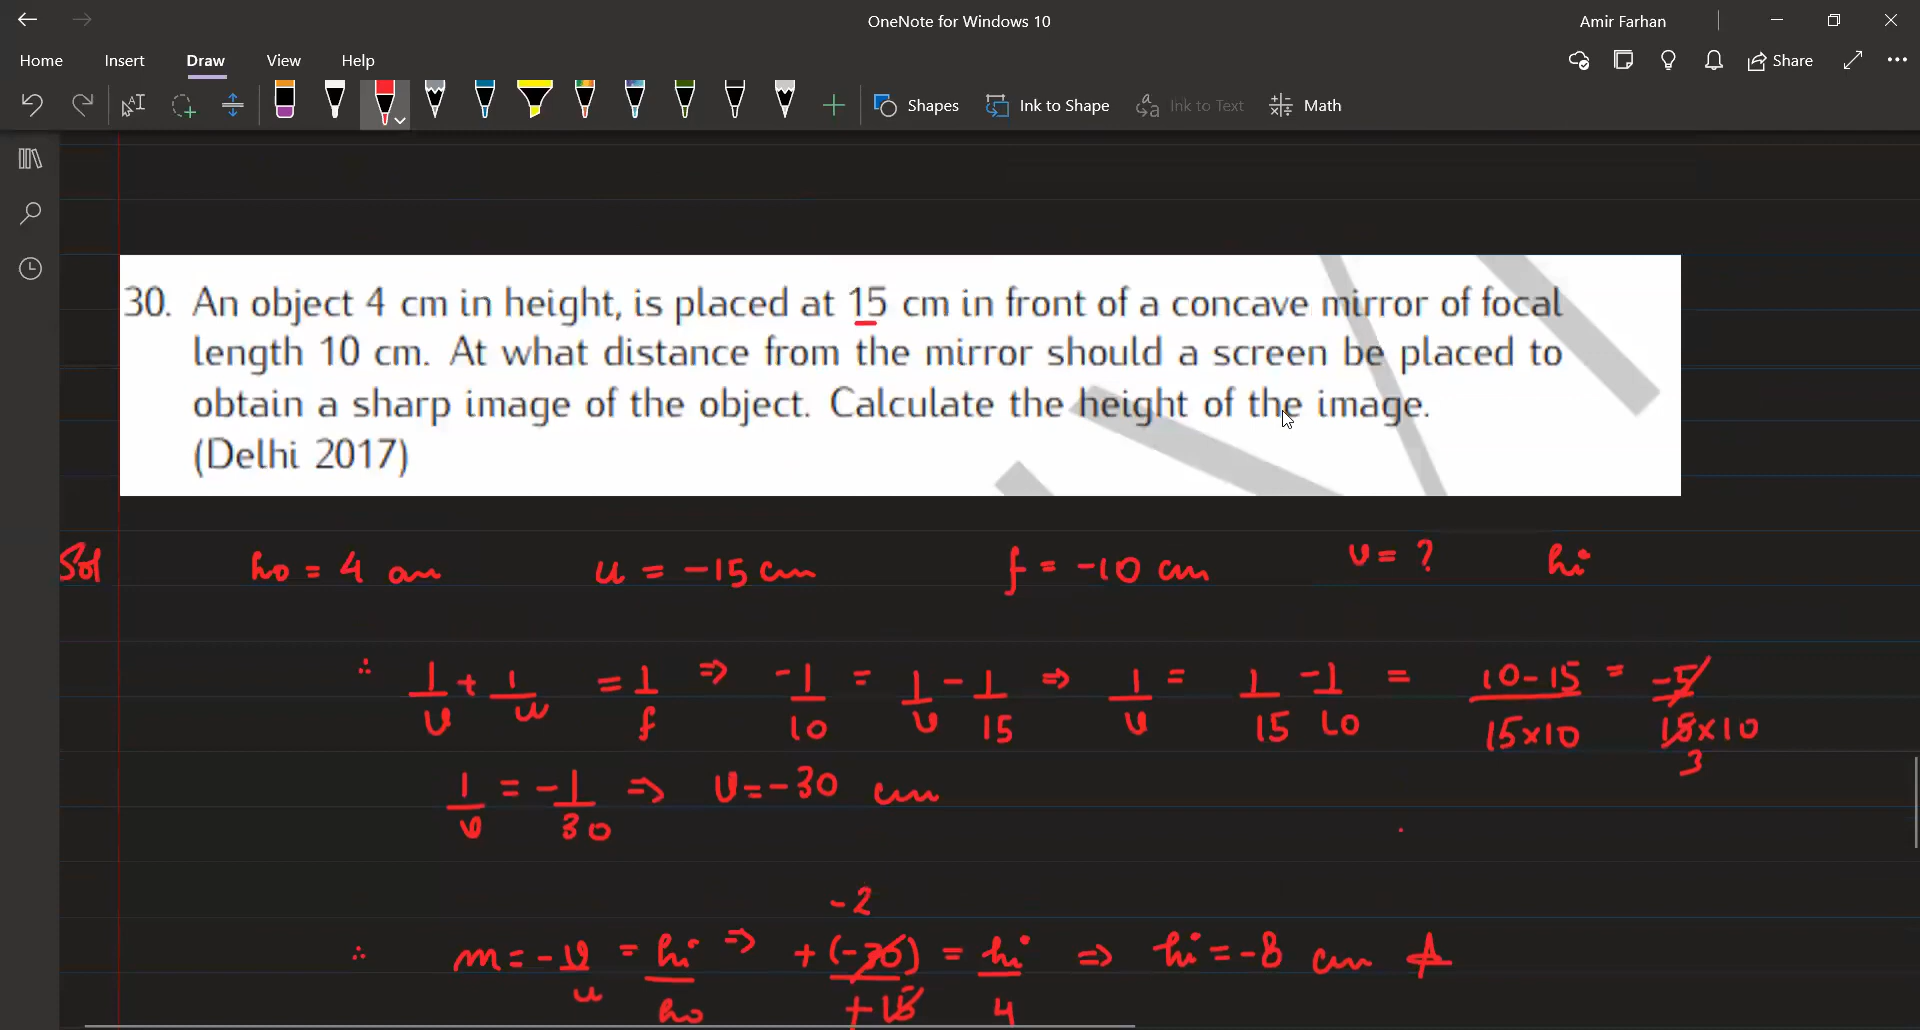 OneNote for Windows 10
Amir Farhan
Home Insert Draw View Help
Share
Shapes Ink to Shape Ink to Text Math
30. An object 4 cm in height, is placed at 15 cm in front of a concave mirror of focal
length 10 cm. At what distance from the mirror should a screen be placed to
obtain a sharp image of the object. Calculate the height of the image.
(Delhi 2017)
Sol ho = 4 cm u = -15 cm f = -10 cm v = ? hi
∴ 1/v + 1/u = 1/f ⇒ -1/10 = 1/v - 1/15 ⇒ 1/v = 1/15 - 1/10 = 10-15/15×10 = -5/15×10
3
1/v = -1/30 ⇒ v = -30 cm
-2
∴ m = -v/u = hi/ho ⇒ +(-30)/+15 = hi/4 ⇒ hi = -8 cm